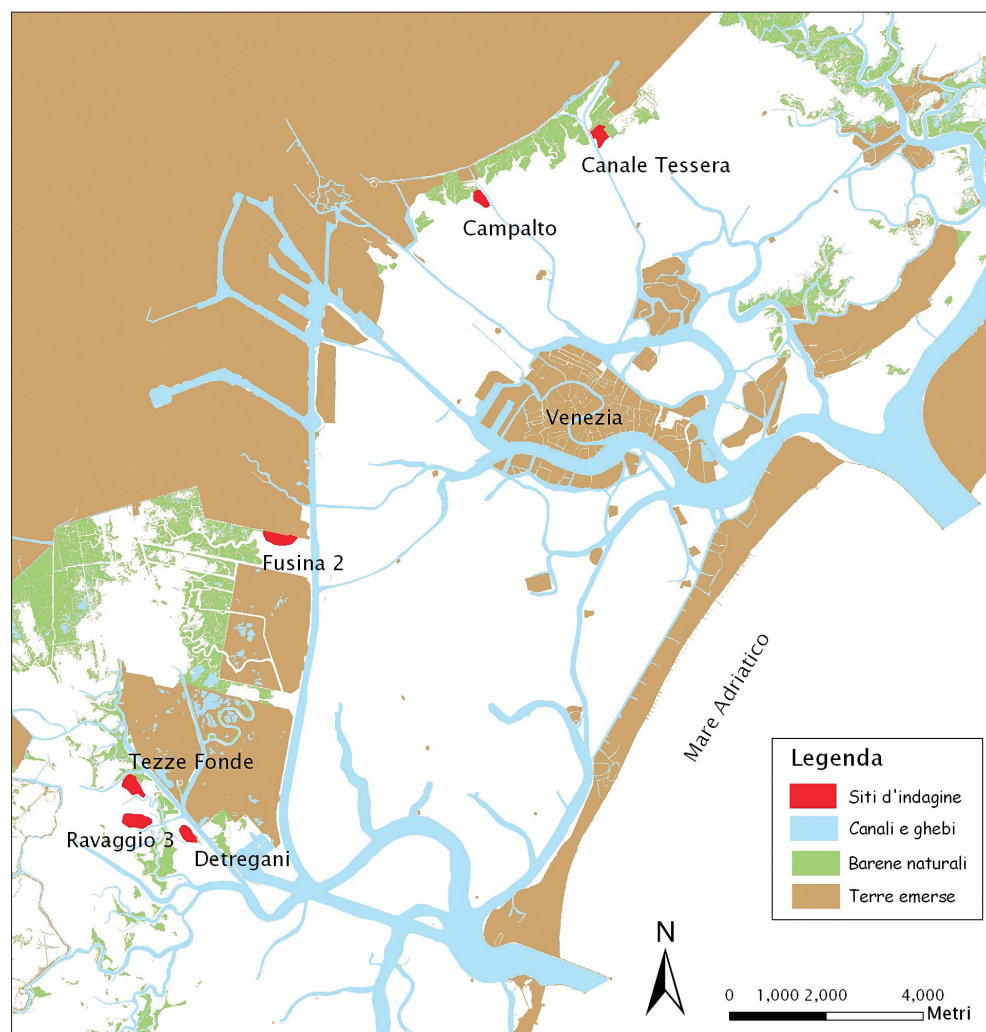 Canale Tessera
Campalto
Venezia
Fusina 2
Mare Adriatico
Tezze Fonde
Ravaggio 3
Detregani
Legenda
Siti d'indagine
Canali e ghebi
Barene naturali
Terre emerse
N
0 1,000 2,000 4,000
Metri